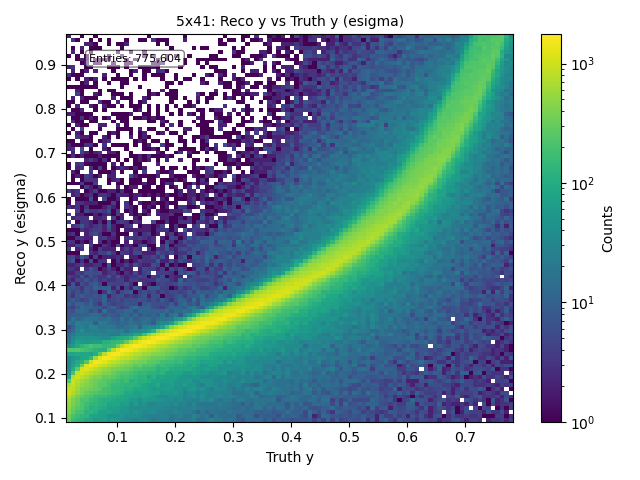 5x41: Reco y vs Truth y (esigma)
Entries: 775,604
Reco y (esigma)
0.9
0.8
0.7
0.6
0.5
0.4
0.3
0.2
0.1
0.1 0.2 0.3 0.4 0.5 0.6 0.7
Truth y
10³
10²
10¹
10⁰
Counts